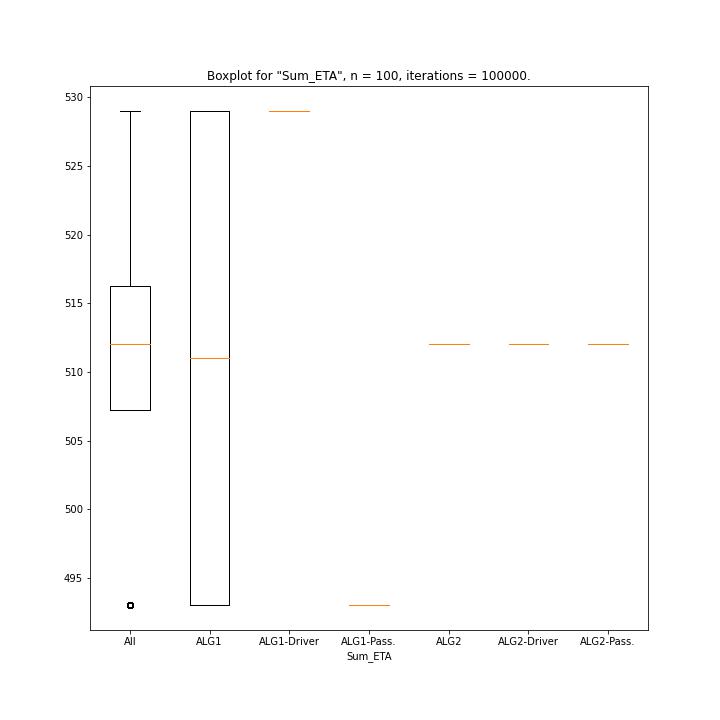 Boxplot for "Sum_ETA", n = 100, iterations = 100000.
530
525
520
515
510
505
500
495
All ALG1 ALG1-Driver ALG1-Pass. ALG2 ALG2-Driver ALG2-Pass.
Sum_ETA